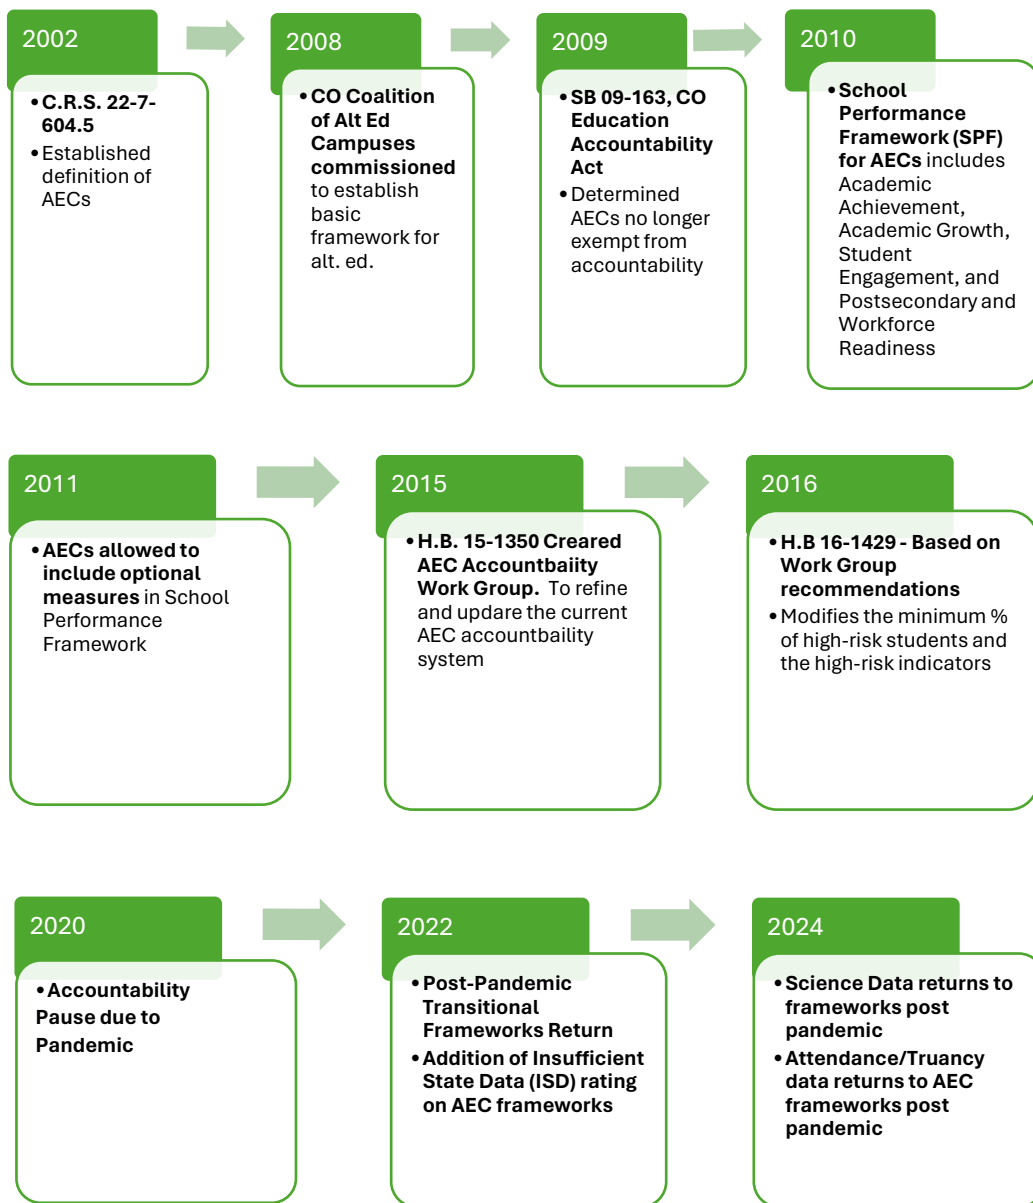 2002
• C.R.S. 22-7-
604.5
• Established
definition of
AECs
2008
• CO Coalition
of Alt Ed
Campuses
commissioned
to establish
basic
framework for
alt. ed.
2009
• SB 09-163, CO
Education
Accountability
Act
• Determined
AECs no longer
exempt from
accountability
2010
• School
Performance
Framework (SPF)
for AECs includes
Academic
Achievement,
Academic Growth,
Student
Engagement, and
Postsecondary and
Workforce
Readiness
2011
• AECs allowed to
include optional
measures in School
Performance
Framework
2015
• H.B. 15-1350 Creared
AEC Accountbaiity
Work Group. To refine
and updare the current
AEC accountbaility
system
2016
• H.B 16-1429 - Based on
Work Group
recommendations
• Modifies the minimum %
of high-risk students and
the high-risk indicators
2020
• Accountability
Pause due to
Pandemic
2022
• Post-Pandemic
Transitional
Frameworks Return
• Addition of Insufficient
State Data (ISD) rating
on AEC frameworks
2024
• Science Data returns to
frameworks post
pandemic
• Attendance/Truancy
data returns to AEC
frameworks post
pandemic